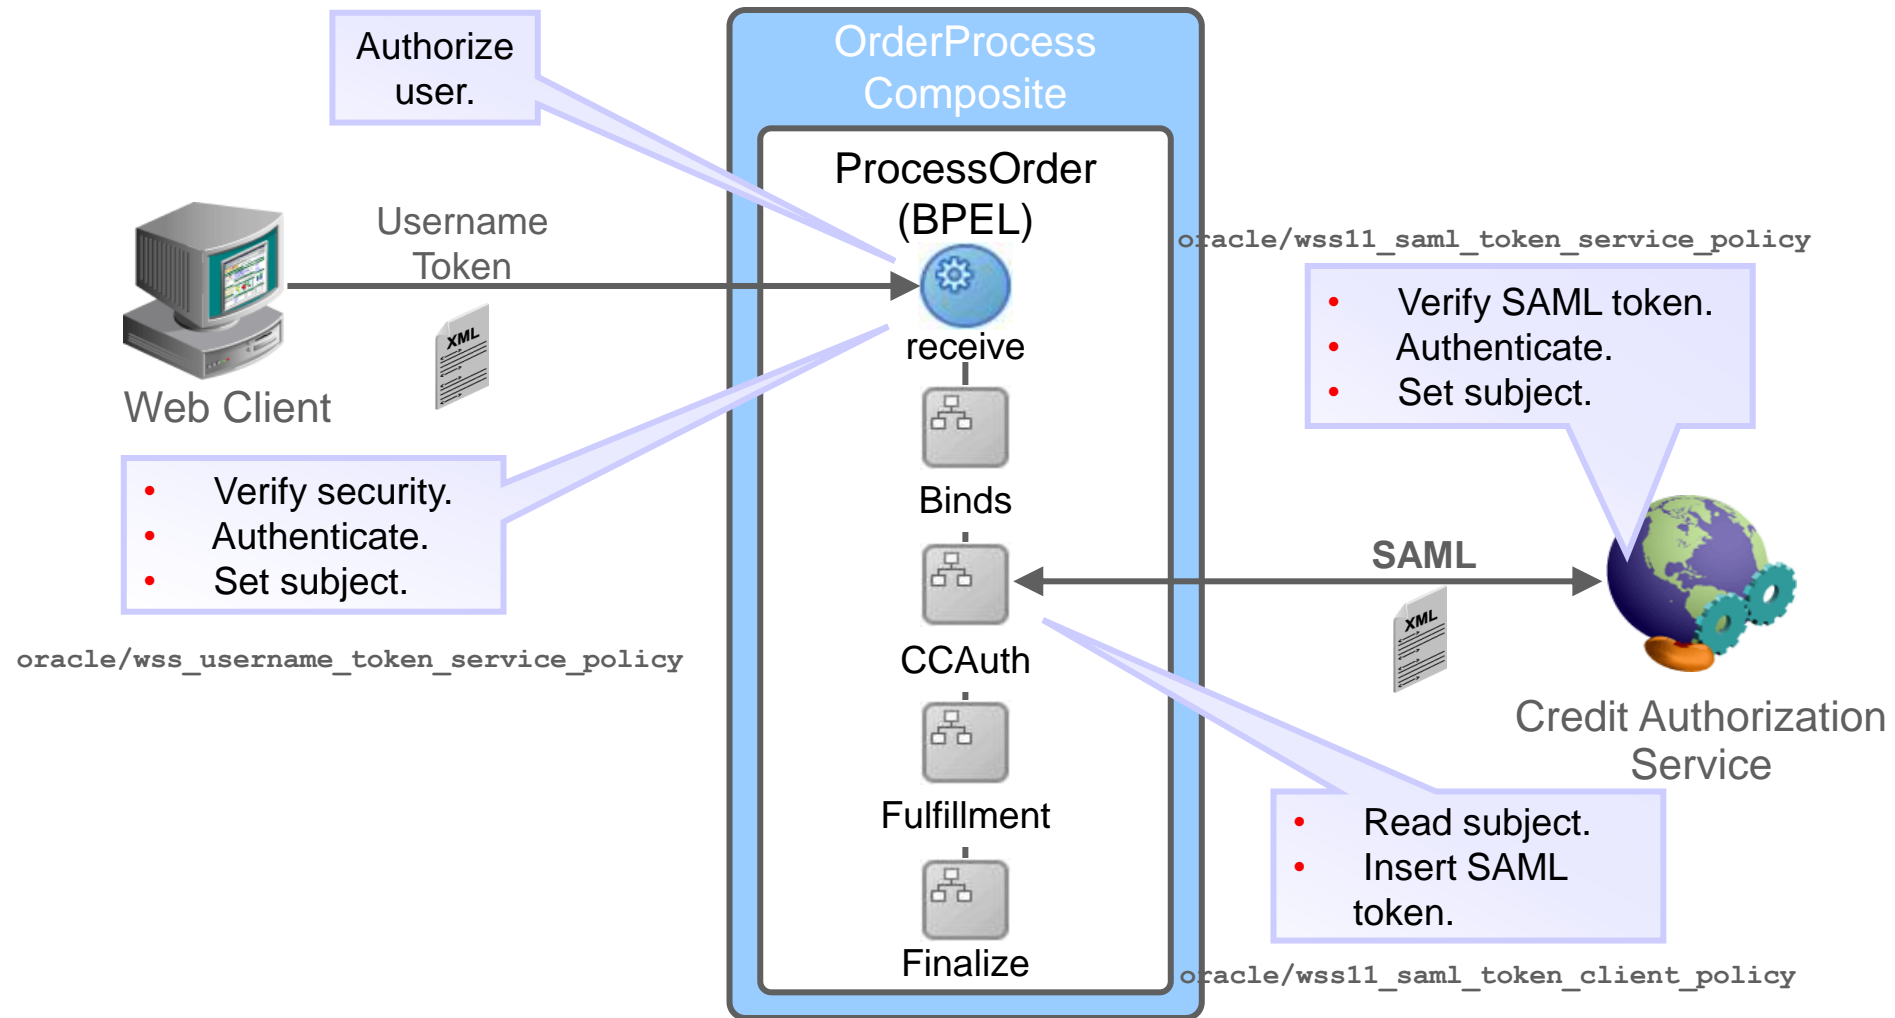 Authorize
user.
OrderProcess
Composite
ProcessOrder
(BPEL)
Username
Token
XML
Web Client
receive
oracle/wss11_saml_token_service_policy
• Verify SAML token.
• Authenticate.
• Set subject.
• Verify security.
• Authenticate.
• Set subject.
oracle/wss_username_token_service_policy
Binds
SAML
XML
CCAuth
Credit Authorization
Service
Fulfillment
• Read subject.
• Insert SAML
token.
Finalize
oracle/wss11_saml_token_client_policy